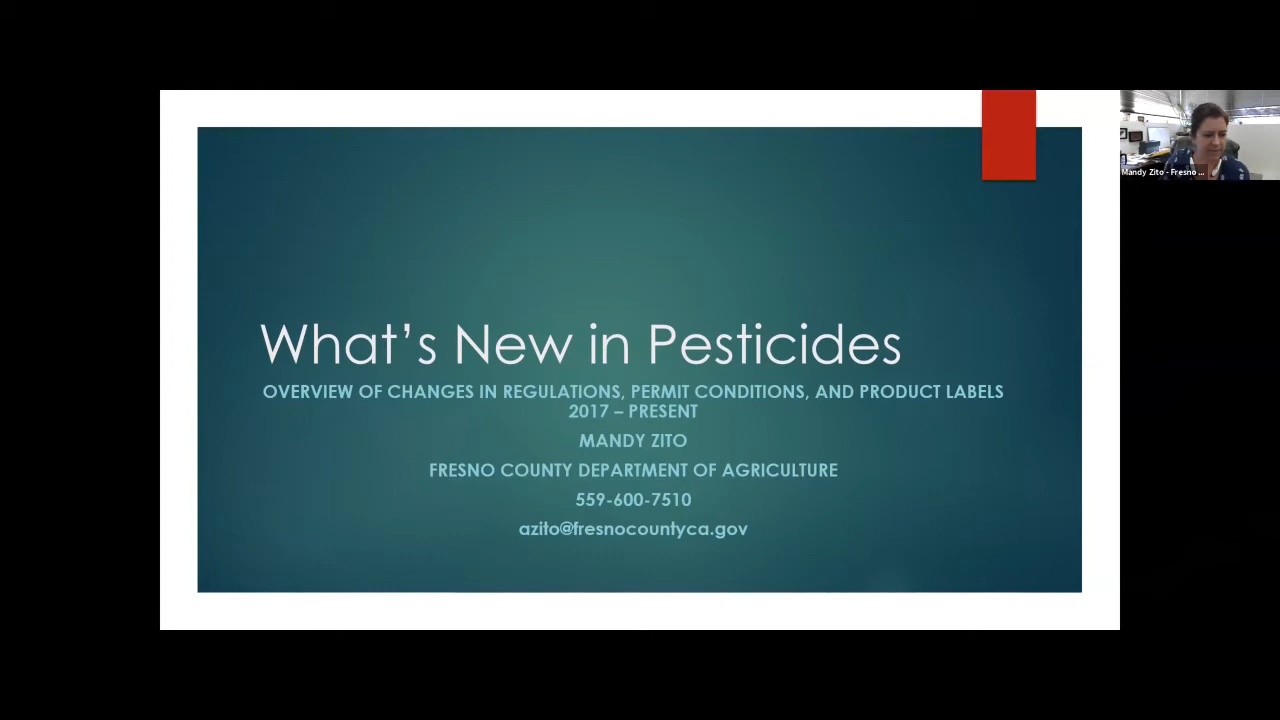 What's New in Pesticides
OVERVIEW OF CHANGES IN REGULATIONS, PERMIT CONDITIONS, AND PRODUCT LABELS
2017 – PRESENT
MANDY ZITO
FRESNO COUNTY DEPARTMENT OF AGRICULTURE
559-600-7510
azito@fresnocountyca.gov
Mandy Zito - Fresno ...